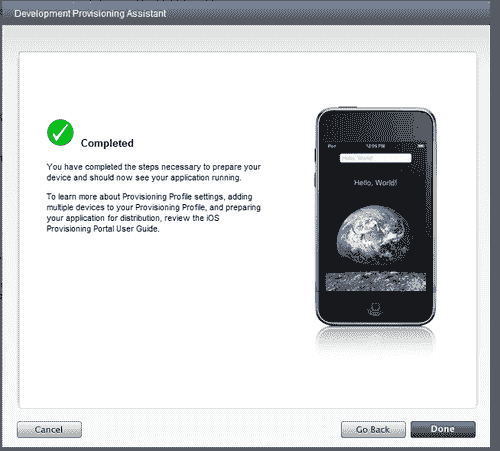 Development Provisioning Assistant
Completed
You have completed the steps necessary to prepare your
device and should now see your application running.
To learn more about Provisioning Profile settings, adding
multiple devices to your Provisioning Profile, and preparing
your application for distribution, review the iOS
Provisioning Portal User Guide.
iPod 12:05 PM
Hello, World!
Hello, World!
Cancel
Go Back
Done